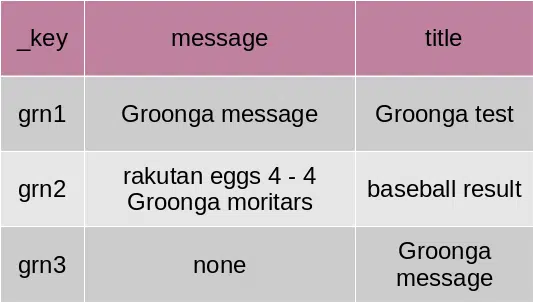 _key message title
grn1 Groonga message Groonga test
grn2 rakutan eggs 4 - 4 Groonga moritars baseball result
grn3 none Groonga message